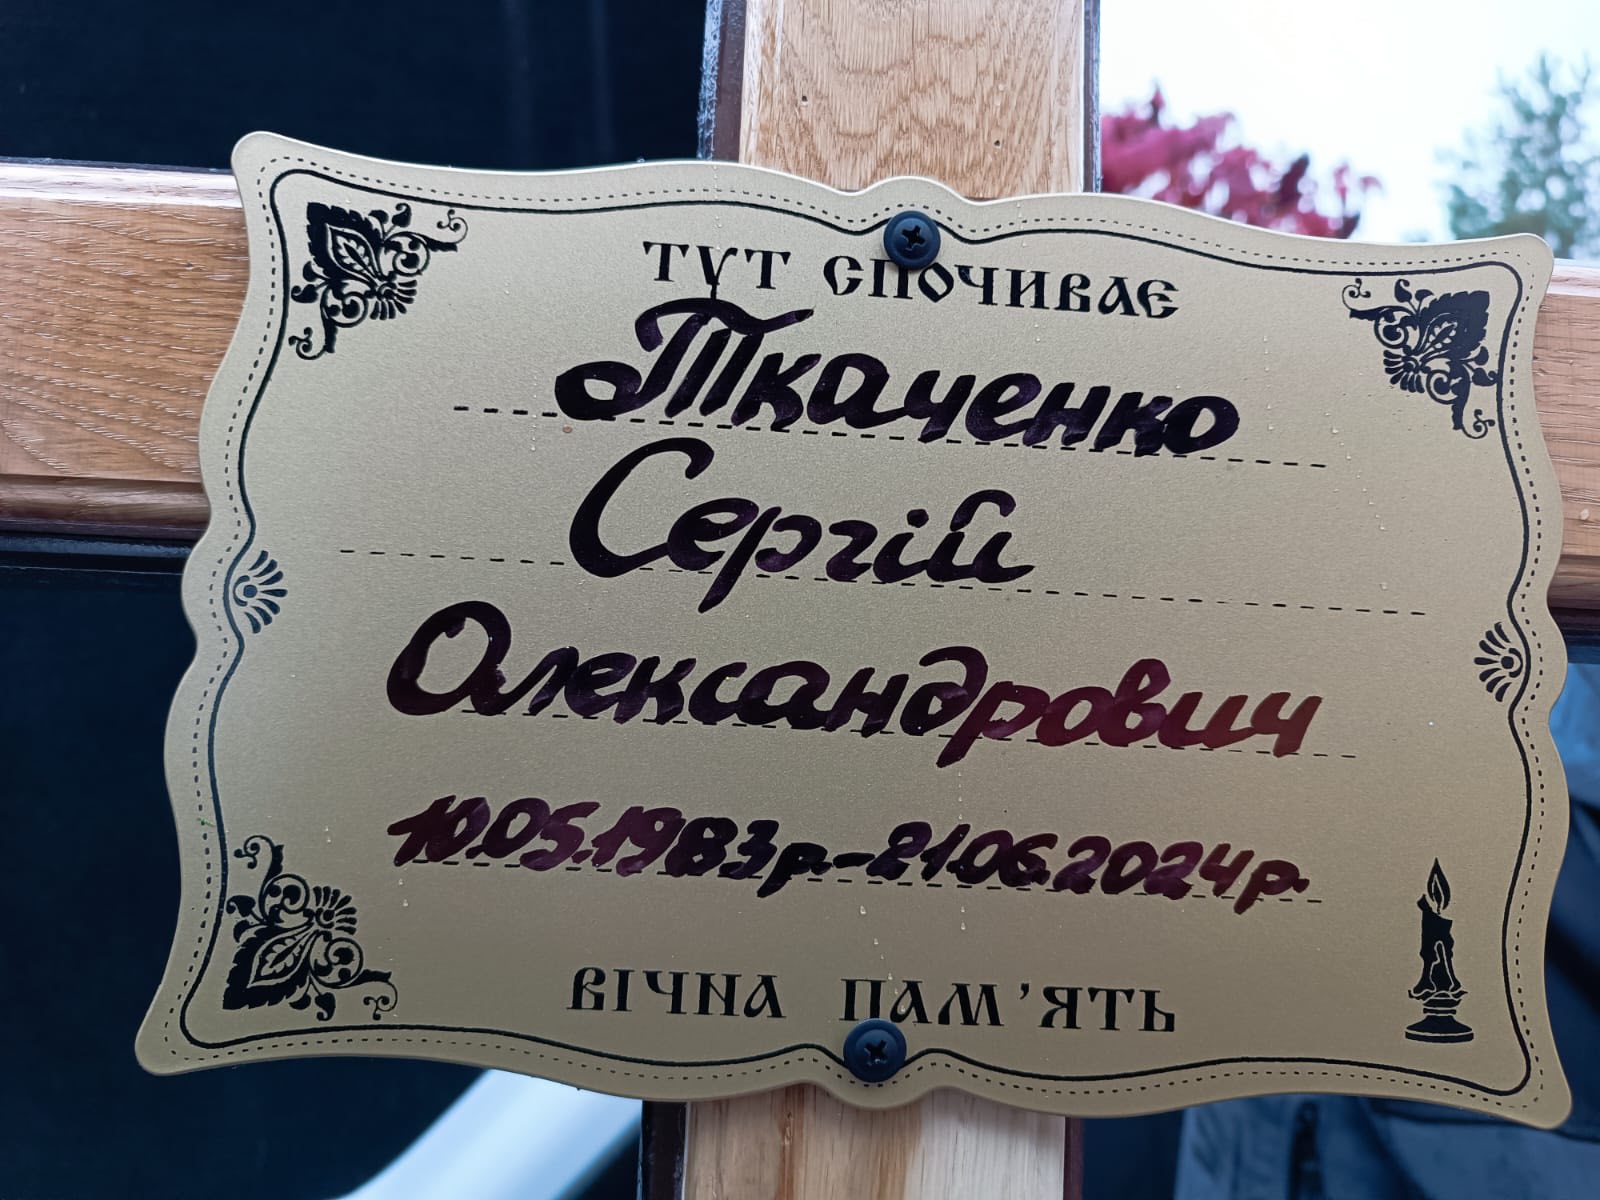 ТУТ СПОЧИВАЄ
Ткаченко
Сергій
Олександрович
10.05.1983р.-21.06.2024р.
ВІЧНА ПАМ'ЯТЬ